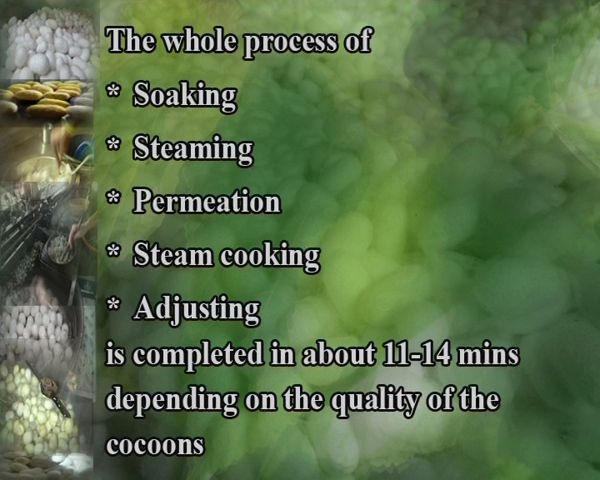 The whole process of
* Soaking
* Steaming
* Permeation
* Steam cooking
* Adjusting
is completed in about 11-14 mins
depending on the quality of the
cocoons